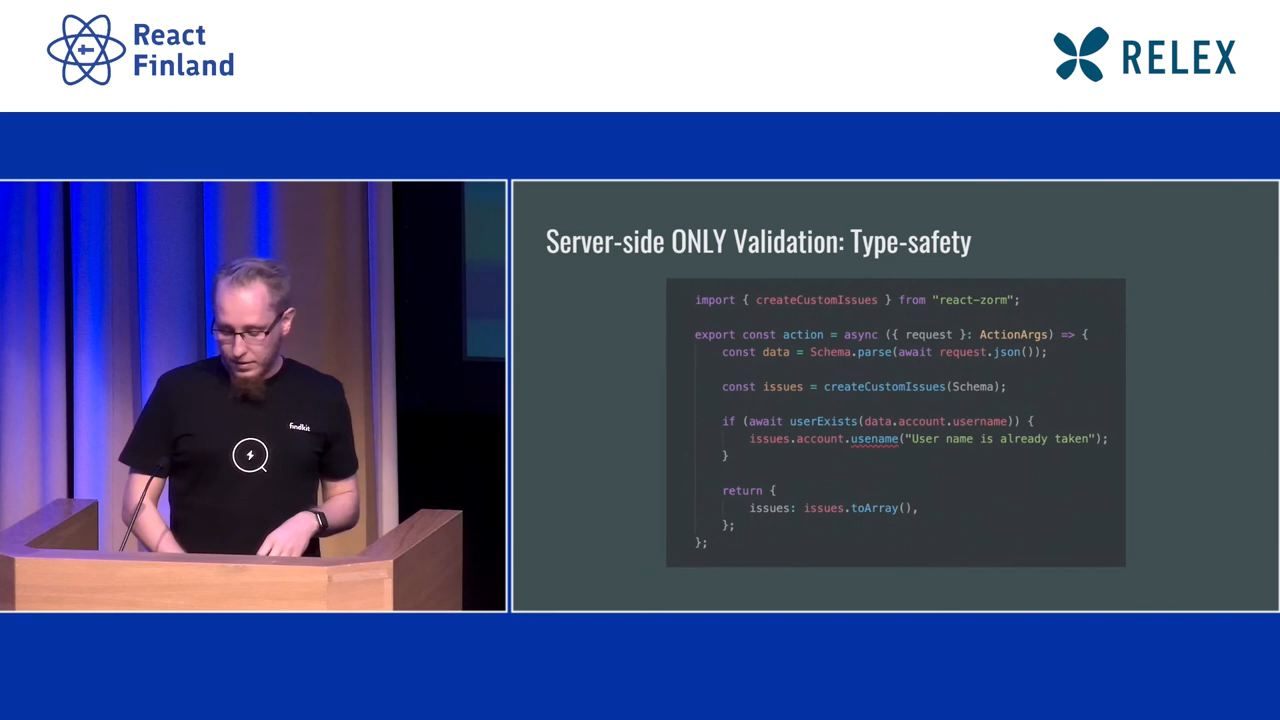 React
Finland
RELEX
findkit
Server-side ONLY Validation: Type-safety
import { createCustomIssues } from "react-zorm";
export const action = async ({ request }: ActionArgs) => {
const data = Schema.parse(await request.json());
const issues = createCustomIssues(Schema);
if (await userExists(data.account.username)) {
issues.account.usename("User name is already taken");
}
return {
issues: issues.toArray(),
};
};